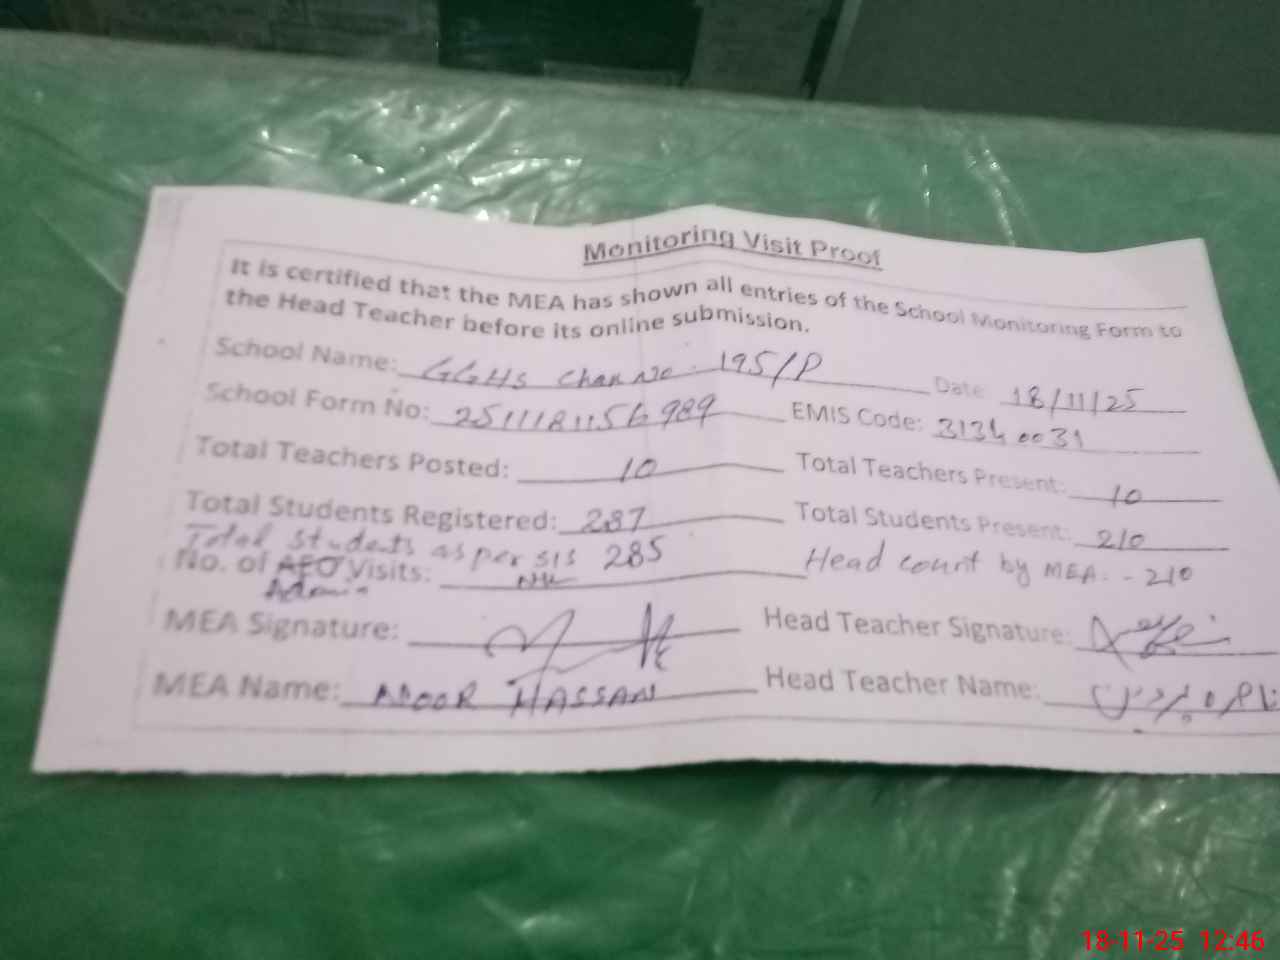 Monitoring Visit Proof
It is certified that the MEA has shown all entries of the School Monitoring Form to
the Head Teacher before its online submission.
School Name: GGHS Chak No. 195/P Date 18/11/25
School Form No: 2511181156989 EMIS Code: 31340031
Total Teachers Posted: 10 Total Teachers Present: 10
Total Students Registered: 287 Total Students Present: 210
Total Students as per SIS 285 Head count by MEA. - 210
No. of AEO Visits: Nil
Admin
MEA Signature: Head Teacher Signature:
MEA Name: NOOR HASSAN Head Teacher Name:
18-11-25 12:46